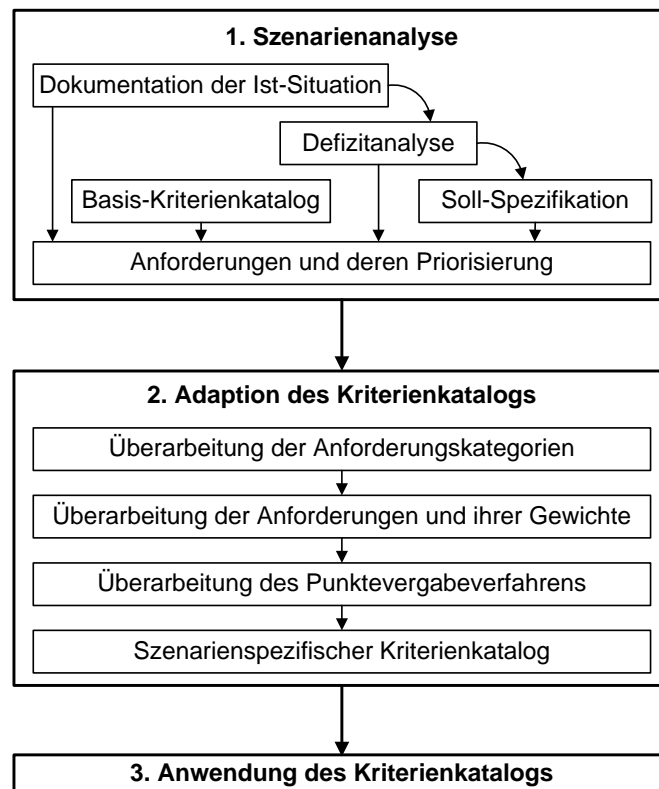 1. Szenarienanalyse
Dokumentation der Ist-Situation
Defizitanalyse
Basis-Kriterienkatalog
Soll-Spezifikation
Anforderungen und deren Priorisierung
2. Adaption des Kriterienkatalogs
Überarbeitung der Anforderungskategorien
Überarbeitung der Anforderungen und ihrer Gewichte
Überarbeitung des Punktevergabeverfahrens
Szenarienspezifischer Kriterienkatalog
3. Anwendung des Kriterienkatalogs